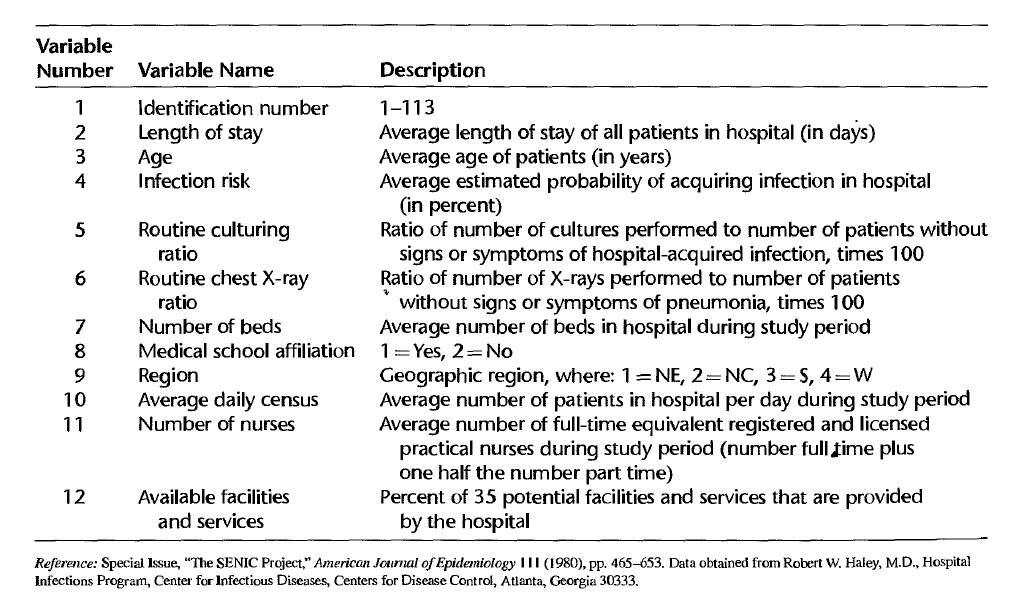 Variable
Number Variable Name Description
1 Identification number 1–113
2 Length of stay Average length of stay of all patients in hospital (in days)
3 Age Average age of patients (in years)
4 Infection risk Average estimated probability of acquiring infection in hospital
(in percent)
5 Routine culturing Ratio of number of cultures performed to number of patients without
ratio signs or symptoms of hospital-acquired infection, times 100
6 Routine chest X-ray Ratio of number of X-rays performed to number of patients
ratio without signs or symptoms of pneumonia, times 100
7 Number of beds Average number of beds in hospital during study period
8 Medical school affiliation 1 = Yes, 2 = No
9 Region Geographic region, where: 1 = NE, 2 = NC, 3 = S, 4 = W
10 Average daily census Average number of patients in hospital per day during study period
11 Number of nurses Average number of full-time equivalent registered and licensed
practical nurses during study period (number full time plus
one half the number part time)
12 Available facilities Percent of 35 potential facilities and services that are provided
and services by the hospital
Reference: Special Issue, "The SENIC Project," American Journal of Epidemiology 111 (1980), pp. 465–653. Data obtained from Robert W. Haley, M.D., Hospital
Infections Program, Center for Infectious Diseases, Centers for Disease Control, Atlanta, Georgia 30333.